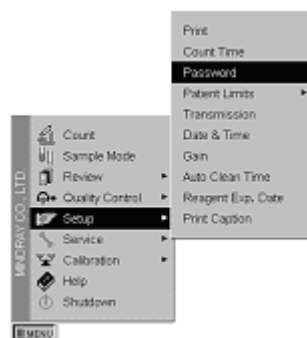 Print
Count Time
Password
Patient Limits
Transmission
Date & Time
Gain
Auto Clean Time
Reagent Exp. Date
Print Caption
MINDRAY CO., LTD.
Count
Sample Mode
Review
Quality Control
Setup
Service
Calibration
Help
Shutdown
MENU